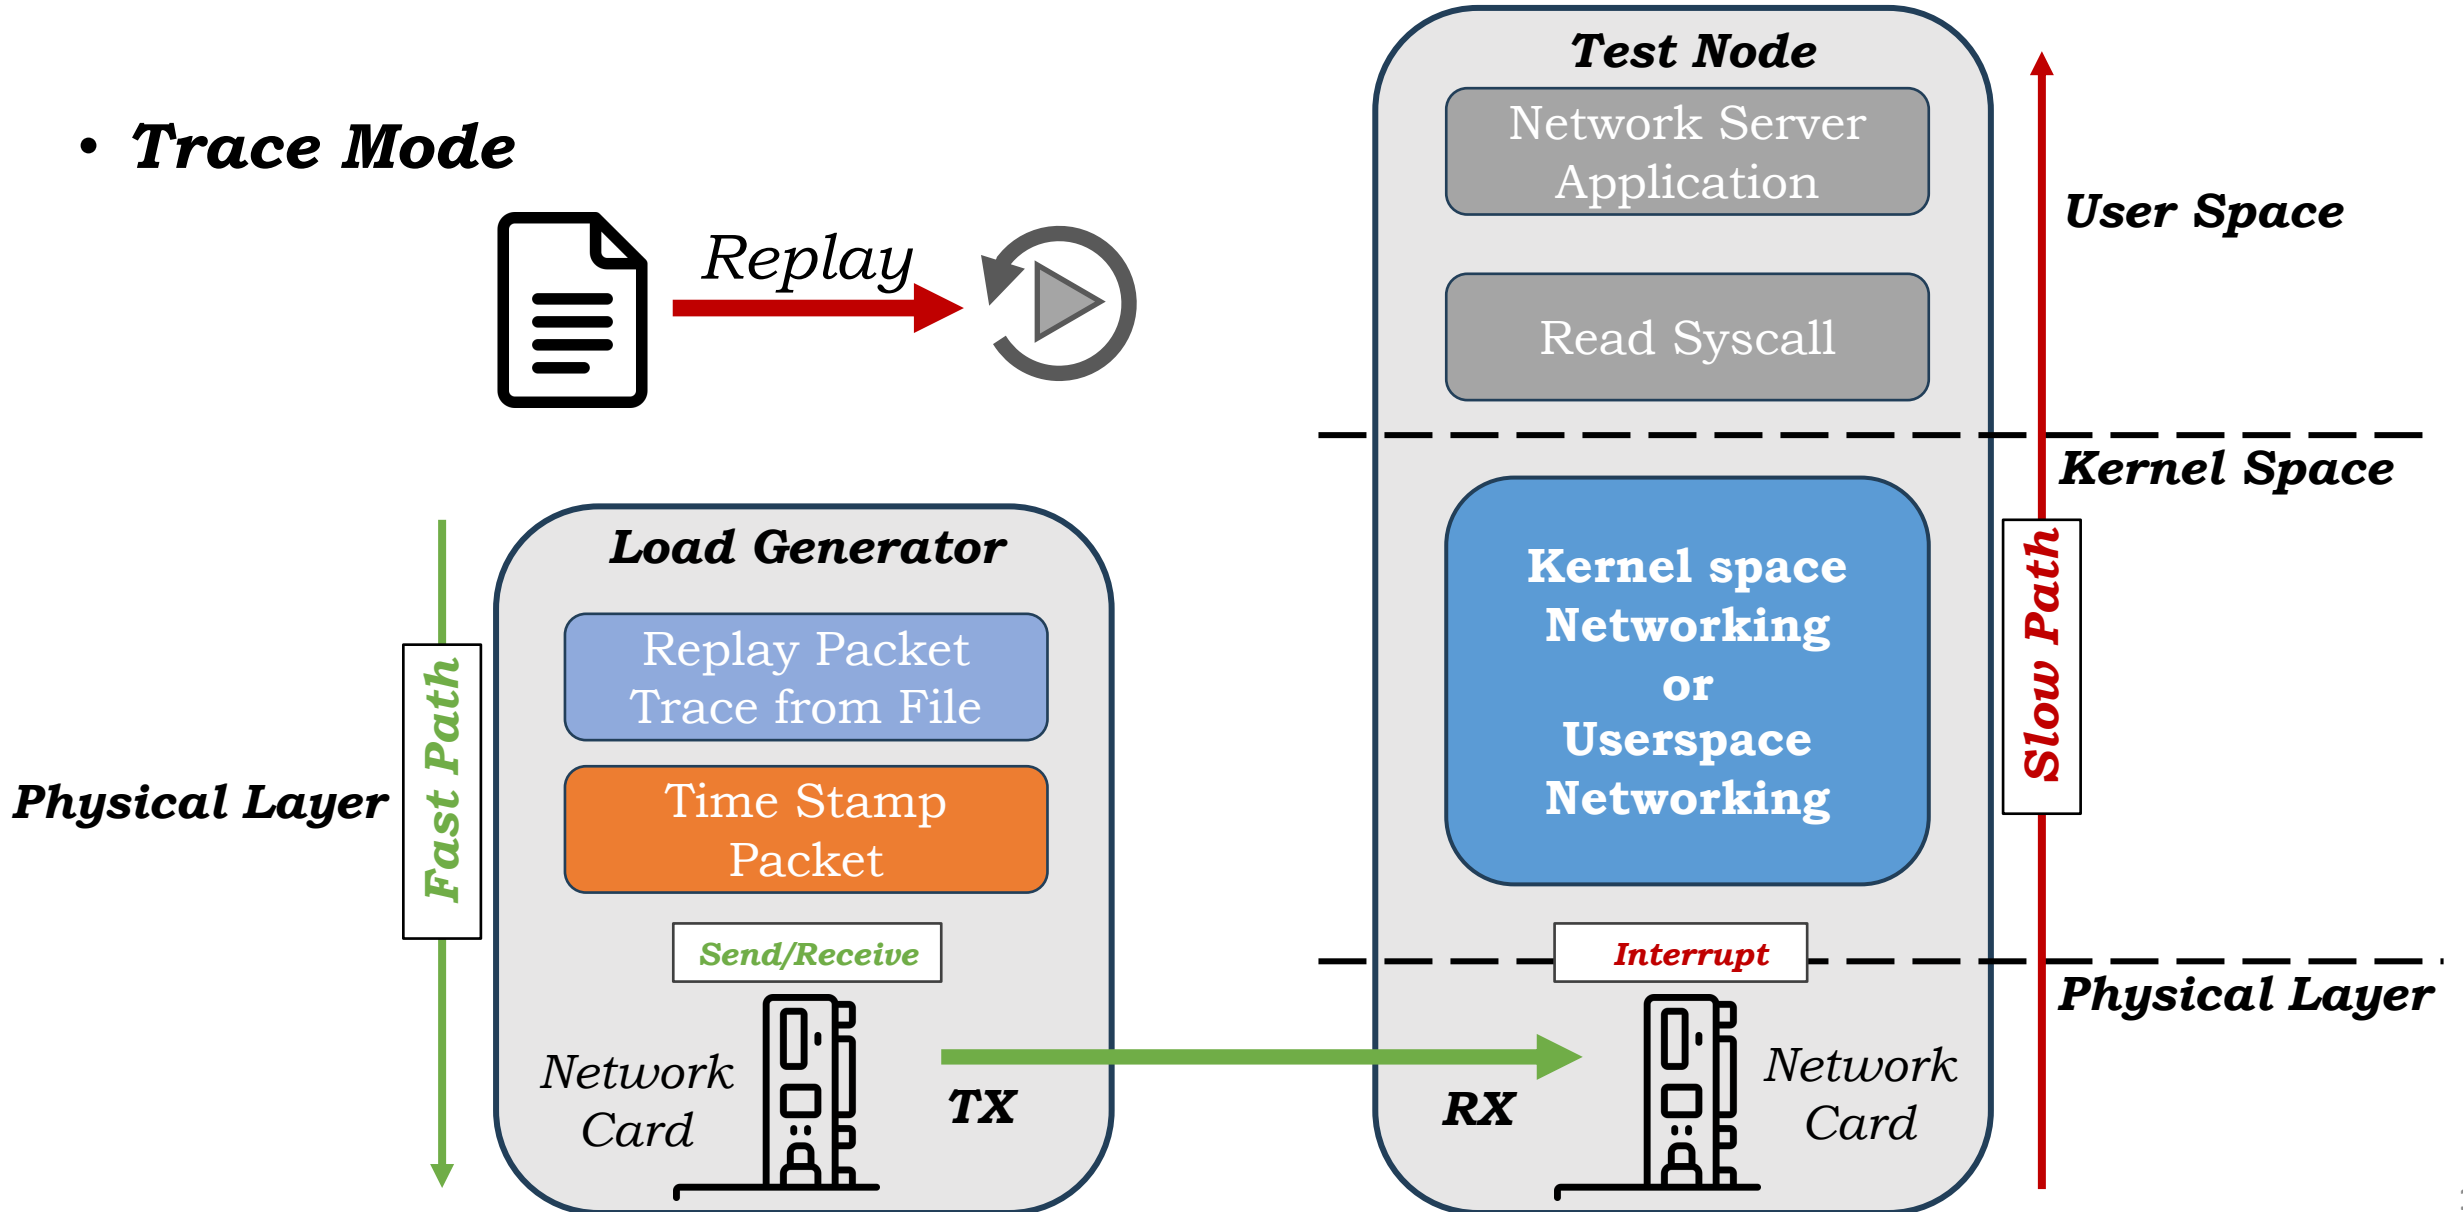 • Trace Mode
Replay
Load Generator
Replay Packet
Trace from File
Time Stamp
Packet
Send/Receive
Network
Card
TX
Fast Path
Physical Layer
Test Node
Network Server
Application
Read Syscall
Kernel space
Networking
or
Userspace
Networking
Interrupt
RX
Network
Card
User Space
Kernel Space
Slow Path
Physical Layer